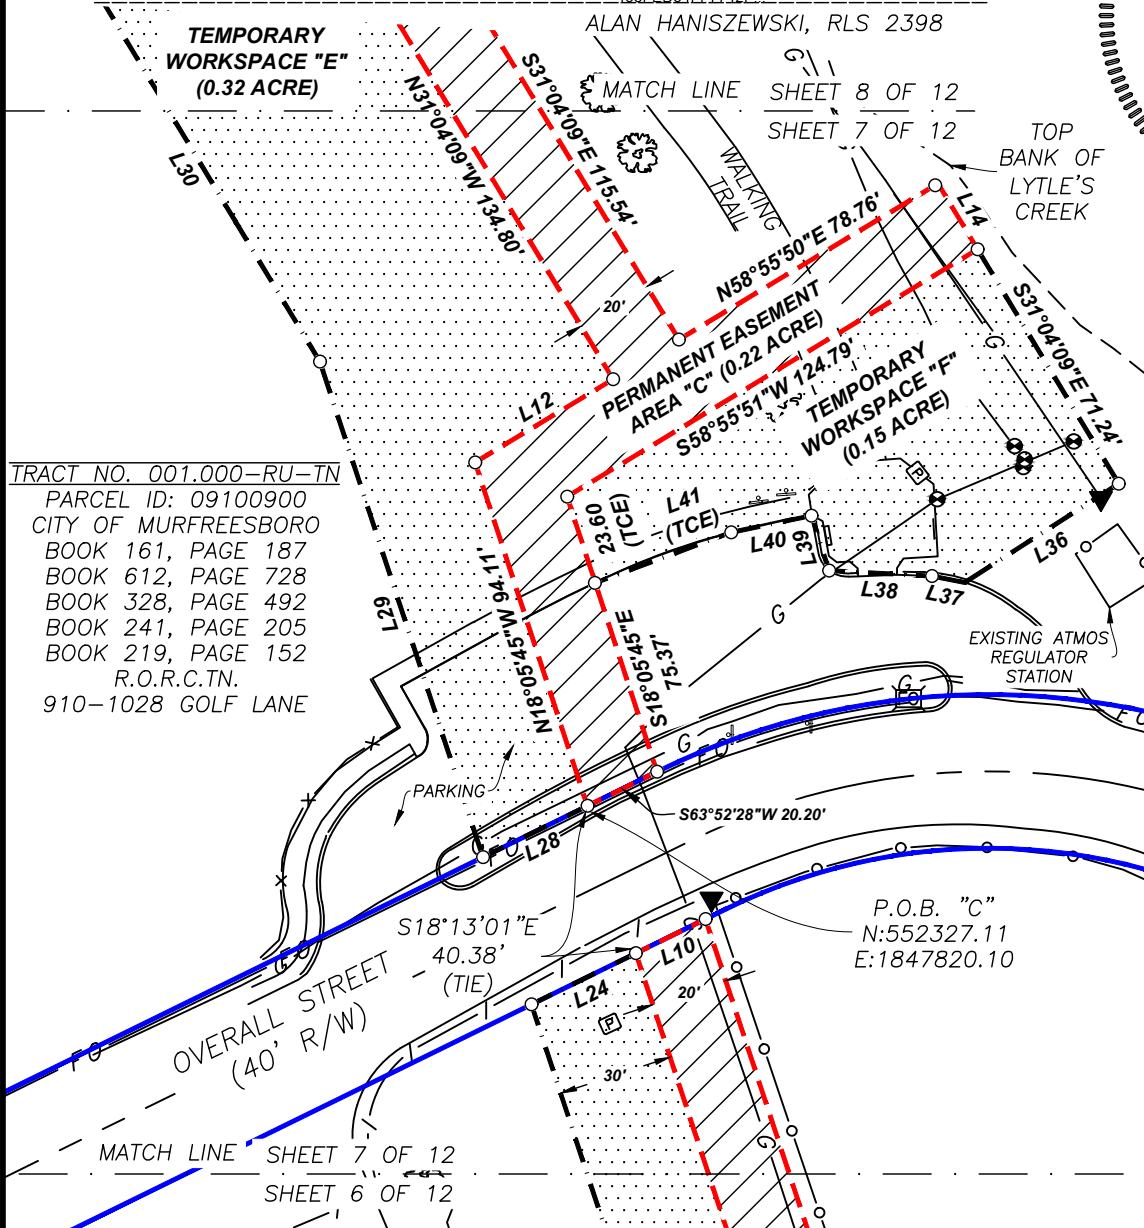 ALAN HANISZEWSKI, RLS 2398
TEMPORARY
WORKSPACE "E"
(0.32 ACRE)
MATCH LINE
SHEET 8 OF 12
SHEET 7 OF 12
TOP
BANK OF
LYTLE'S
CREEK
WALKING
TRAIL
G
L30
N31°04'09"W 134.80'
S31°04'09"E 115.54'
20'
N58°55'50"E 78.76'
L14
PERMANENT EASEMENT
AREA "C" (0.22 ACRE)
S58°55'51"W 124.79'
TEMPORARY
WORKSPACE "F"
(0.15 ACRE)
G
S31°04'09"E 71.24'
L12
TRACT NO. 001.000-RU-TN
PARCEL ID: 09100900
CITY OF MURFREESBORO
BOOK 161, PAGE 187
BOOK 612, PAGE 728
BOOK 328, PAGE 492
BOOK 241, PAGE 205
BOOK 219, PAGE 152
R.O.R.C.TN.
910-1028 GOLF LANE
P
23.60
(TCE)
L41
(TCE)
L40
L39
L38
L37
L36
L29
N18°05'45"W 94.11'
S18°05'45"E
75.37'
G
EXISTING ATMOS
REGULATOR
STATION
G
FO
G
FO
FO
PARKING
S63°52'28"W 20.20'
L28
FO
S18°13'01"E
40.38'
(TIE)
P.O.B. "C"
N:552327.11
E:1847820.10
L10
G
L24
20'
P
30'
FO
FO
OVERALL STREET
(40' R/W)
G
MATCH LINE
SHEET 7 OF 12
SHEET 6 OF 12